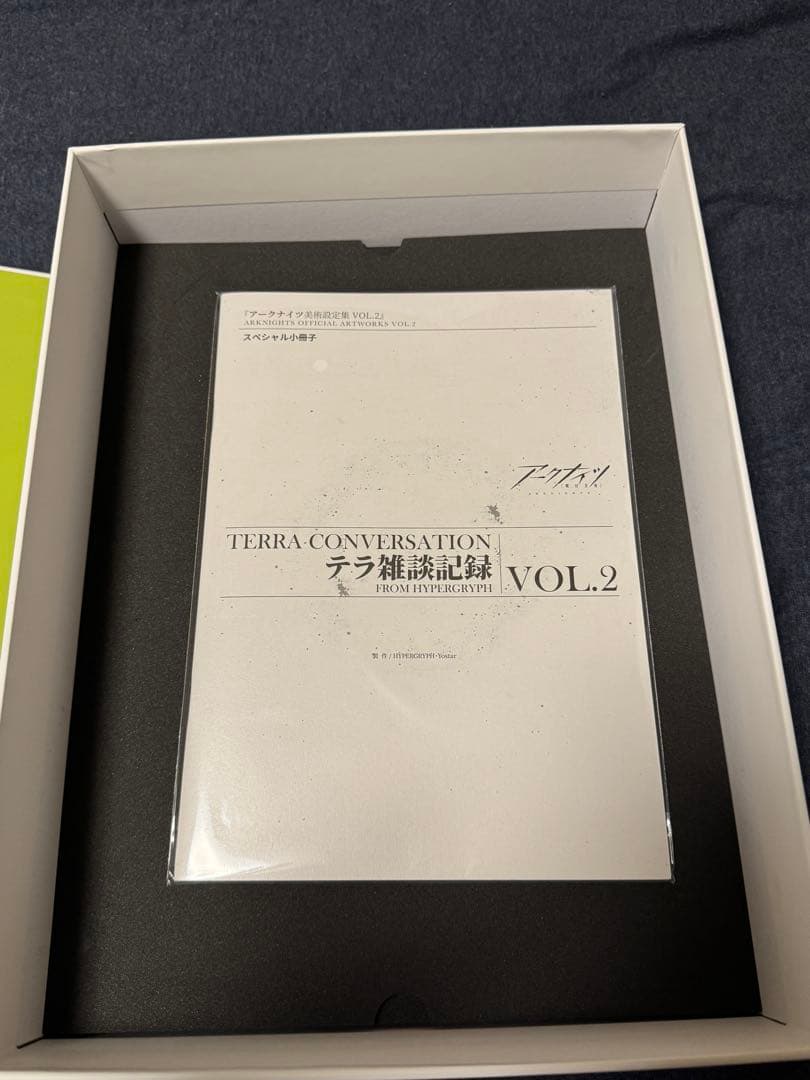 『アークナイツ美術設定集 VOL.2』
ARKNIGHTS OFFICIAL ARTWORKS VOL.2
スペシャル小冊子
アークナイツ
TERRA·CONVERSATION
テラ雑談記録
FROM HYPERGRYPH
VOL.2
製 作 / HYPERGRYPH・Yostar